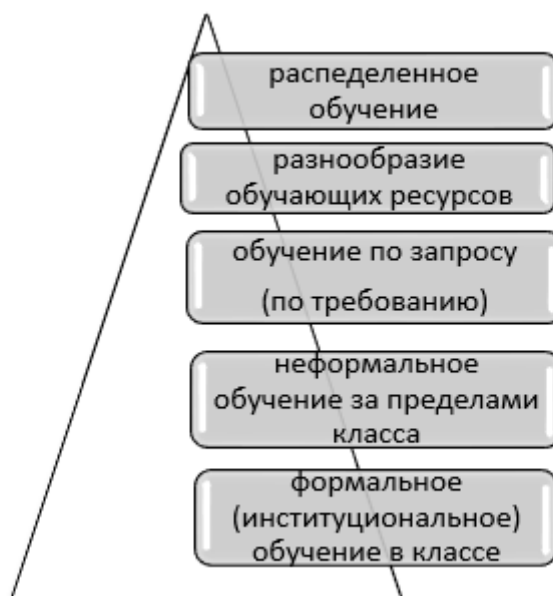 распеделенное
обучение
разнообразие
обучающих ресурсов
обучение по запросу
(по требованию)
неформальное
обучение за пределами
класса
формальное
(институциональное)
обучение в классе